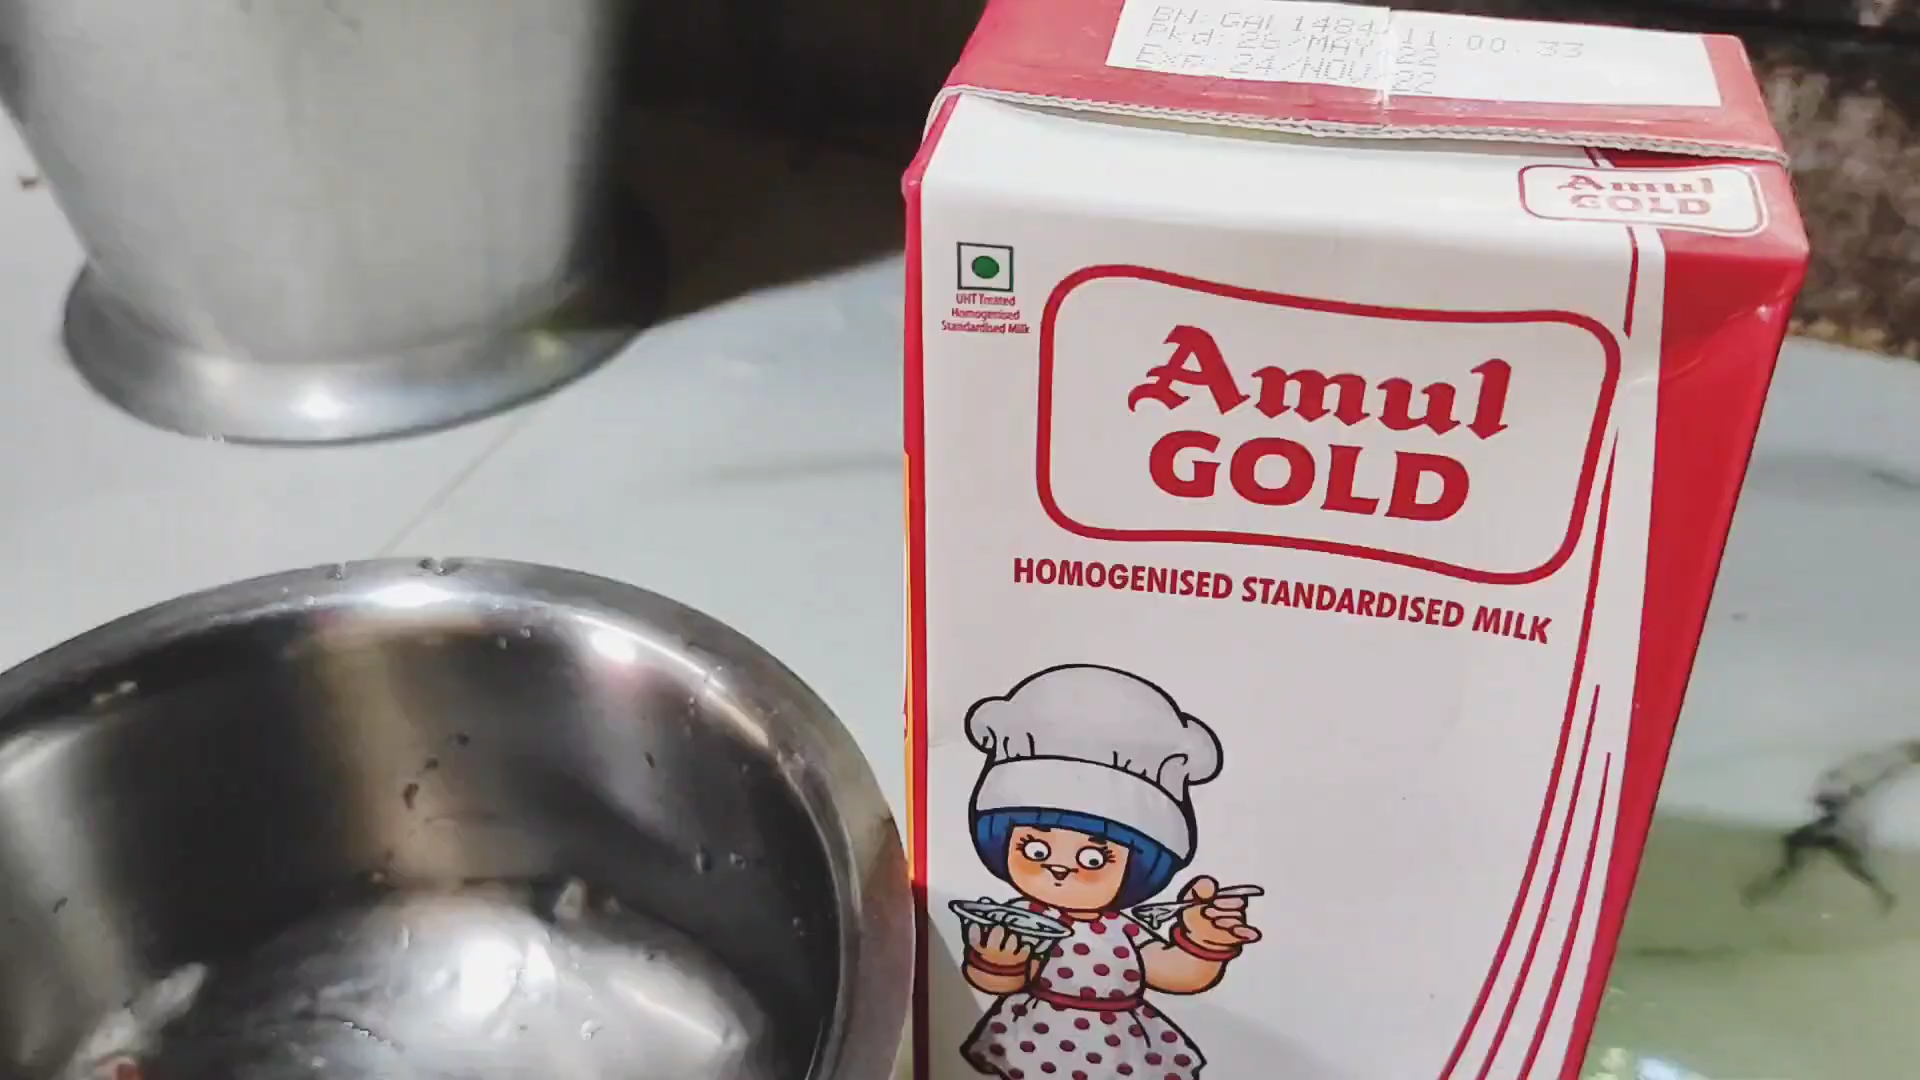 BN: GAL 1484 11:00:33
Pkd: 26/MAY/22
Exp: 24/NOV/22
Amul
GOLD
UHT Treated
Homogenised
Standardised Milk
Amul
GOLD
HOMOGENISED STANDARDISED MILK